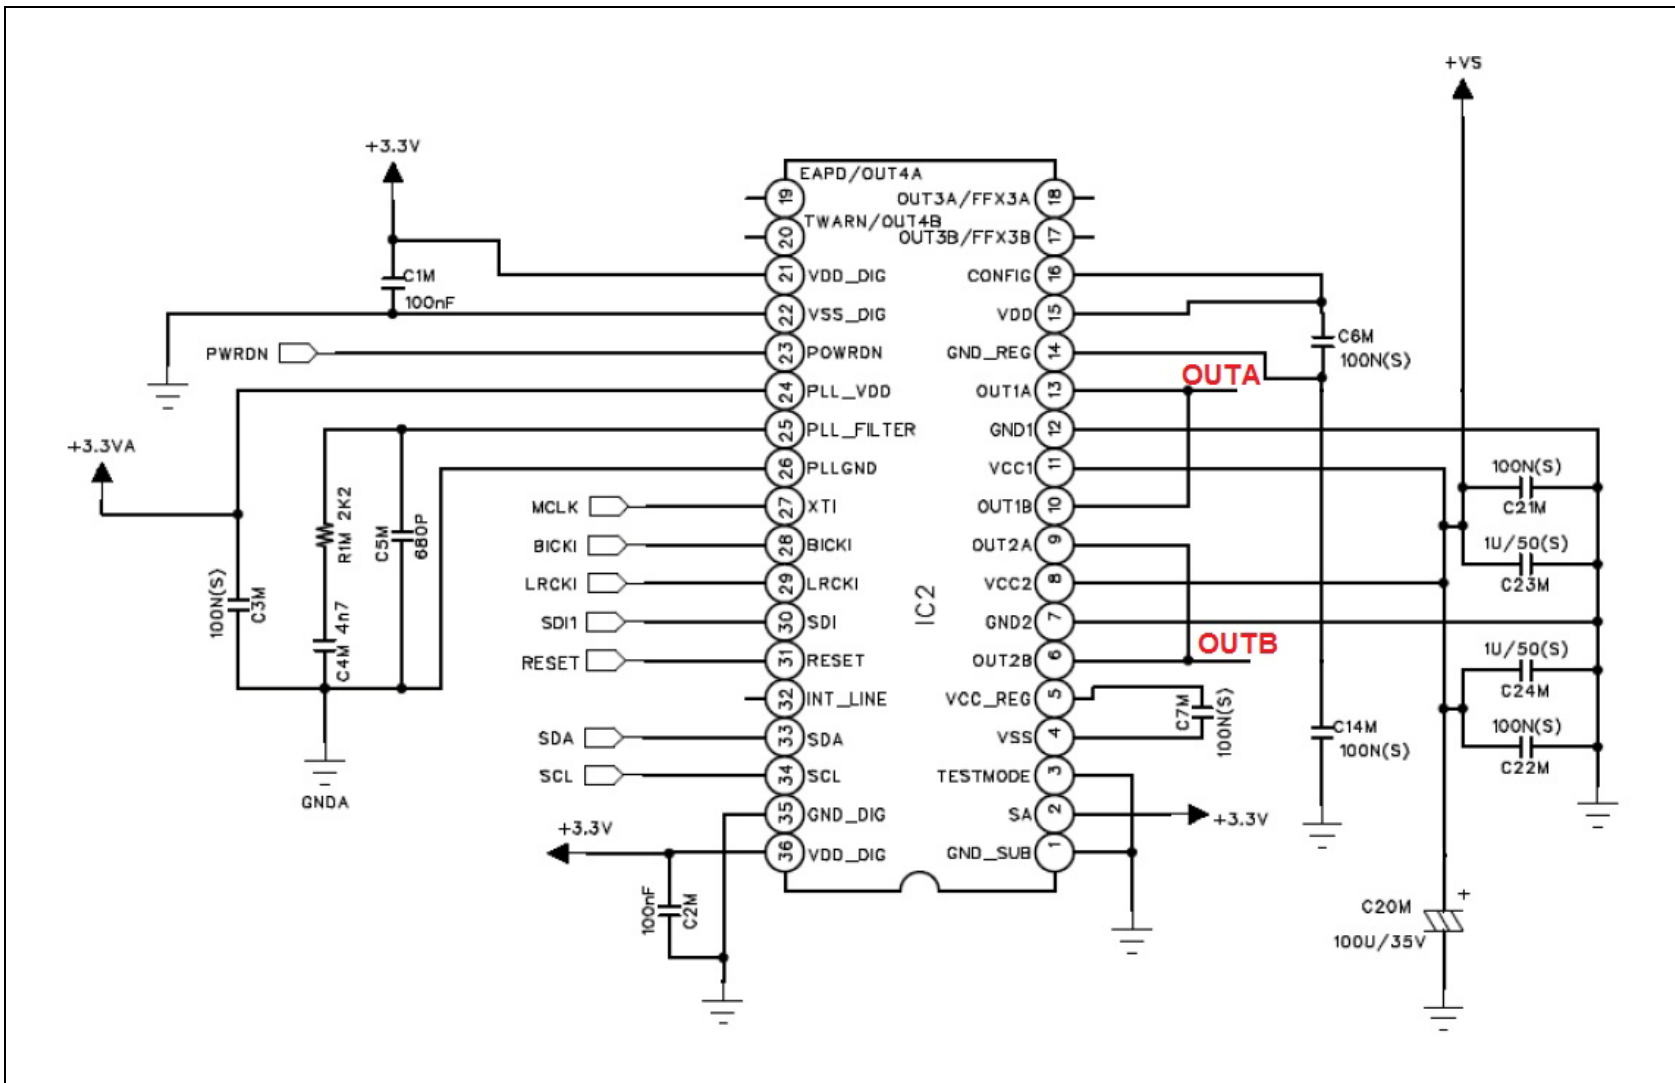 +VS
+3.3V
EAPD/OUT4A
19
OUT3A/FFX3A
18
TWARN/OUT4B
20
OUT3B/FFX3B
17
C1M
100nF
21
VDD_DIG
CONFIG
16
22
VSS_DIG
VDD
15
PWRDN
23
POWRDN
GND_REG
14
C6M
100N(S)
24
PLL_VDD
OUT1A
13
OUTA
+3.3VA
25
PLL_FILTER
GND1
12
26
PLLGND
VCC1
11
100N(S)
C21M
MCLK
27
XTI
OUT1B
10
R1M 2K2
C5M
680P
BICKI
28
BICKI
OUT2A
9
1U/50(S)
C23M
LRCKI
29
LRCKI
VCC2
8
100N(S)
C3M
IC2
SDI1
30
SDI
GND2
7
C4M 4n7
RESET
31
RESET
OUT2B
6
OUTB
1U/50(S)
C24M
32
INT_LINE
VCC_REG
5
C7M
100N(S)
SDA
33
SDA
VSS
4
C14M
100N(S)
100N(S)
C22M
SCL
34
SCL
TESTMODE
3
GNDA
35
GND_DIG
SA
2
+3.3V
+3.3V
36
VDD_DIG
GND_SUB
1
100nF
C2M
C20M
+
100U/35V